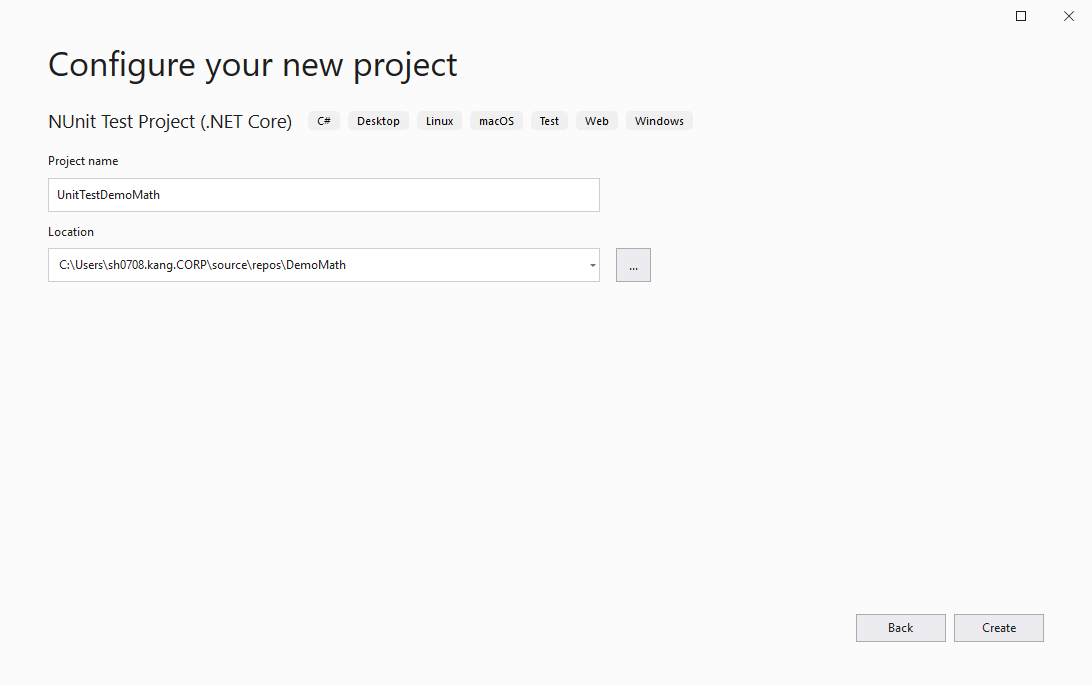 Configure your new project
NUnit Test Project (.NET Core) C# Desktop Linux macOS Test Web Windows
Project name
UnitTestDemoMath
Location
C:\Users\sh0708.kang.CORP\source\repos\DemoMath ...
Back Create